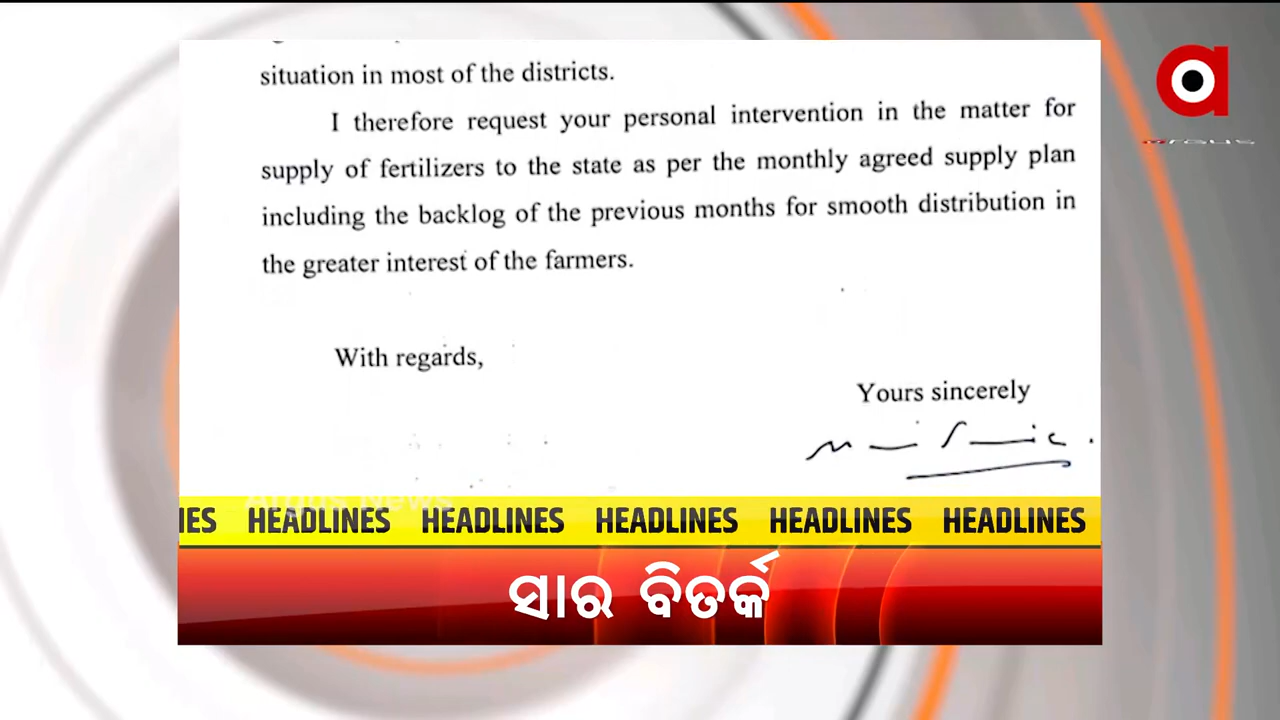 situation in most of the districts.
I therefore request your personal intervention in the matter for
supply of fertilizers to the state as per the monthly agreed supply plan
including the backlog of the previous months for smooth distribution in
the greater interest of the farmers.
With regards,
Yours sincerely
Argus News
IES HEADLINES HEADLINES HEADLINES HEADLINES HEADLINES
ସାର ବିତର୍କ